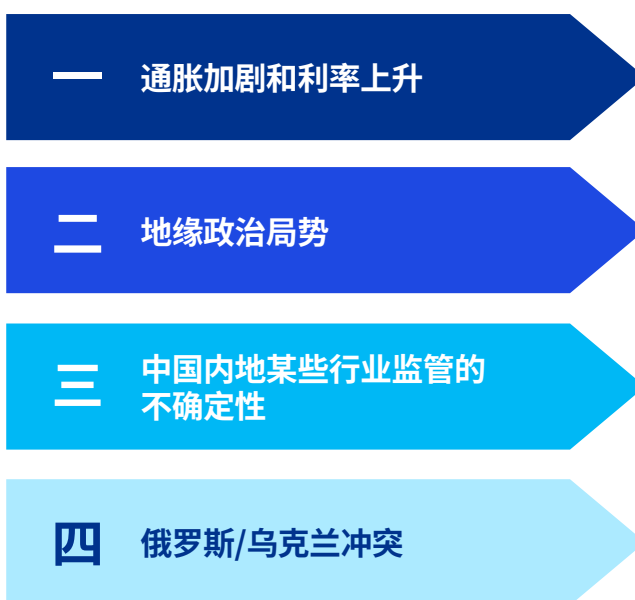 一 通胀加剧和利率上升
二 地缘政治局势
三 中国内地某些行业监管的
不确定性
四 俄罗斯/乌克兰冲突